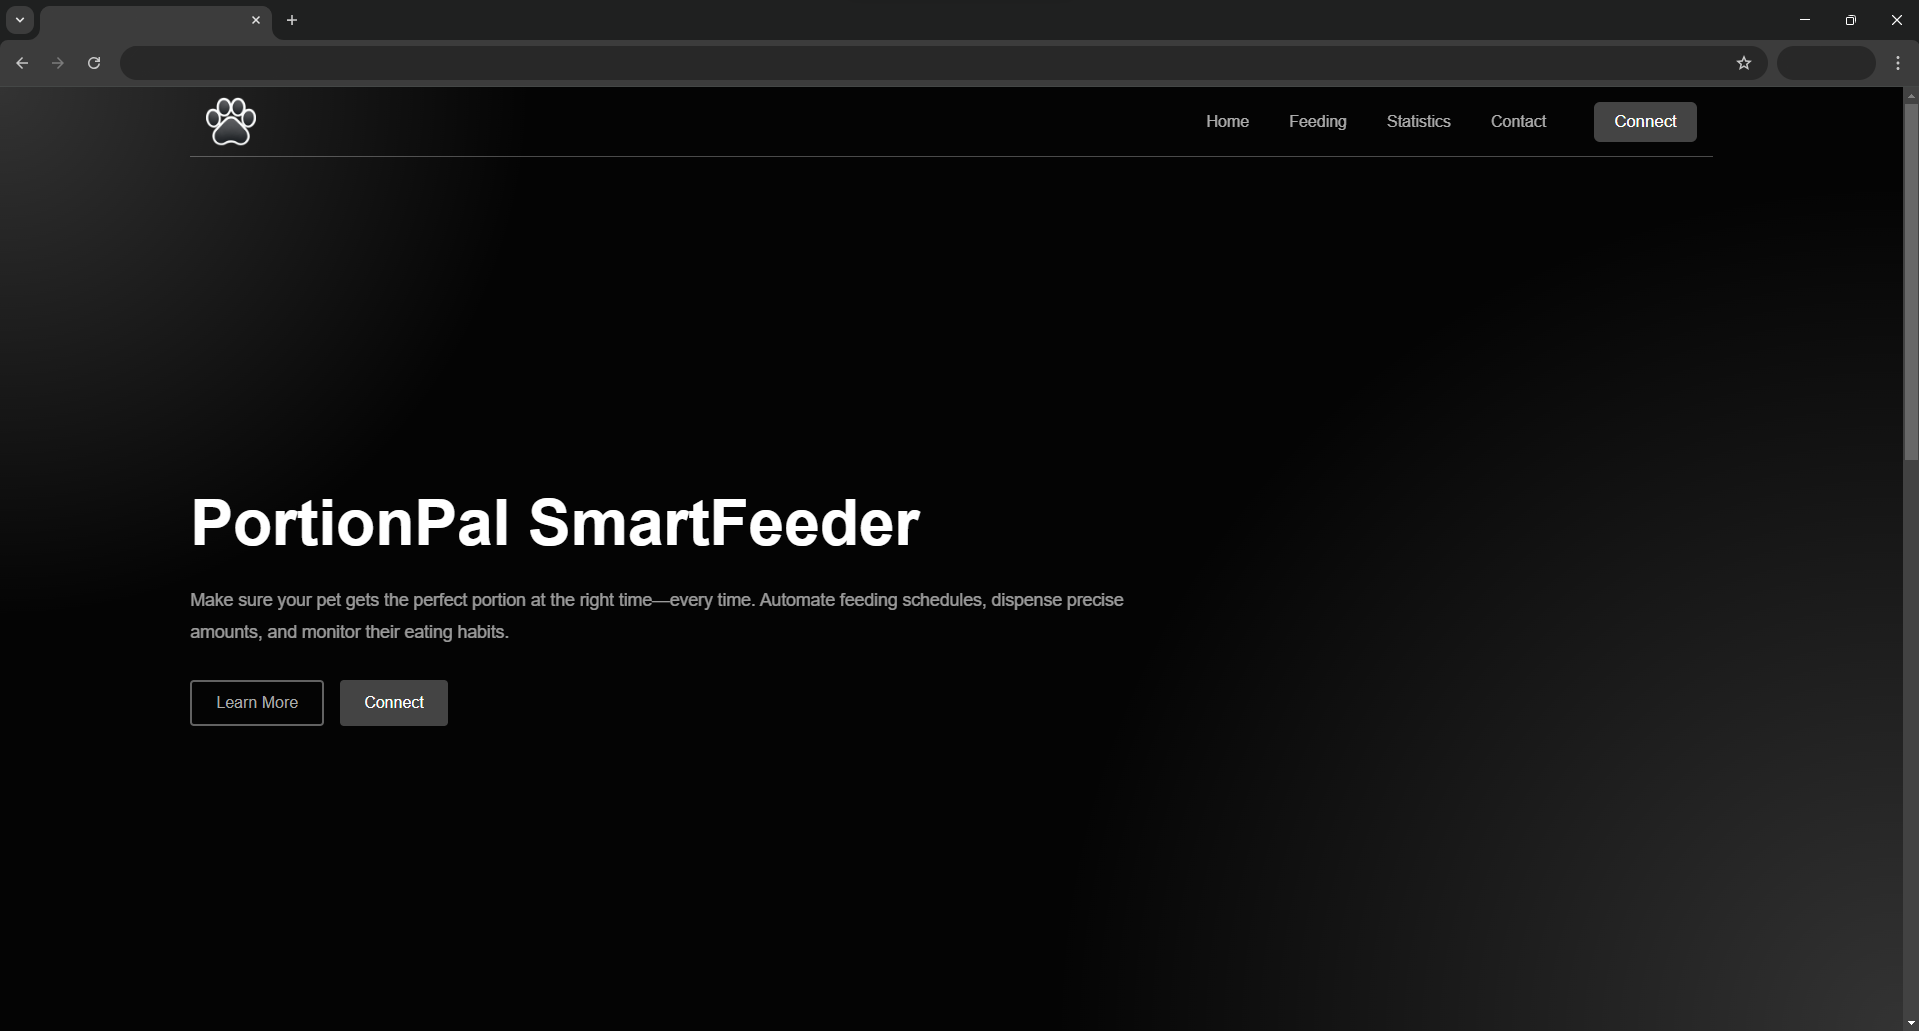 Home Feeding Statistics Contact Connect
PortionPal SmartFeeder
Make sure your pet gets the perfect portion at the right time—every time. Automate feeding schedules, dispense precise
amounts, and monitor their eating habits.
Learn More Connect